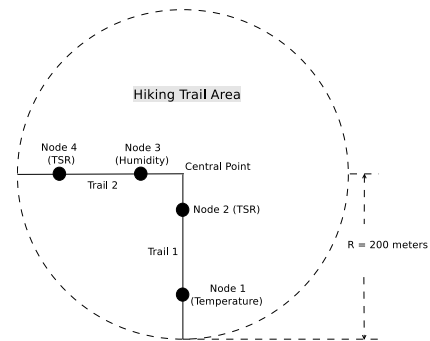 Hiking Trail Area
Node 4
(TSR)
Node 3
(Humidity)
Central Point
Trail 2
Node 2 (TSR)
Trail 1
R = 200 meters
Node 1
(Temperature)